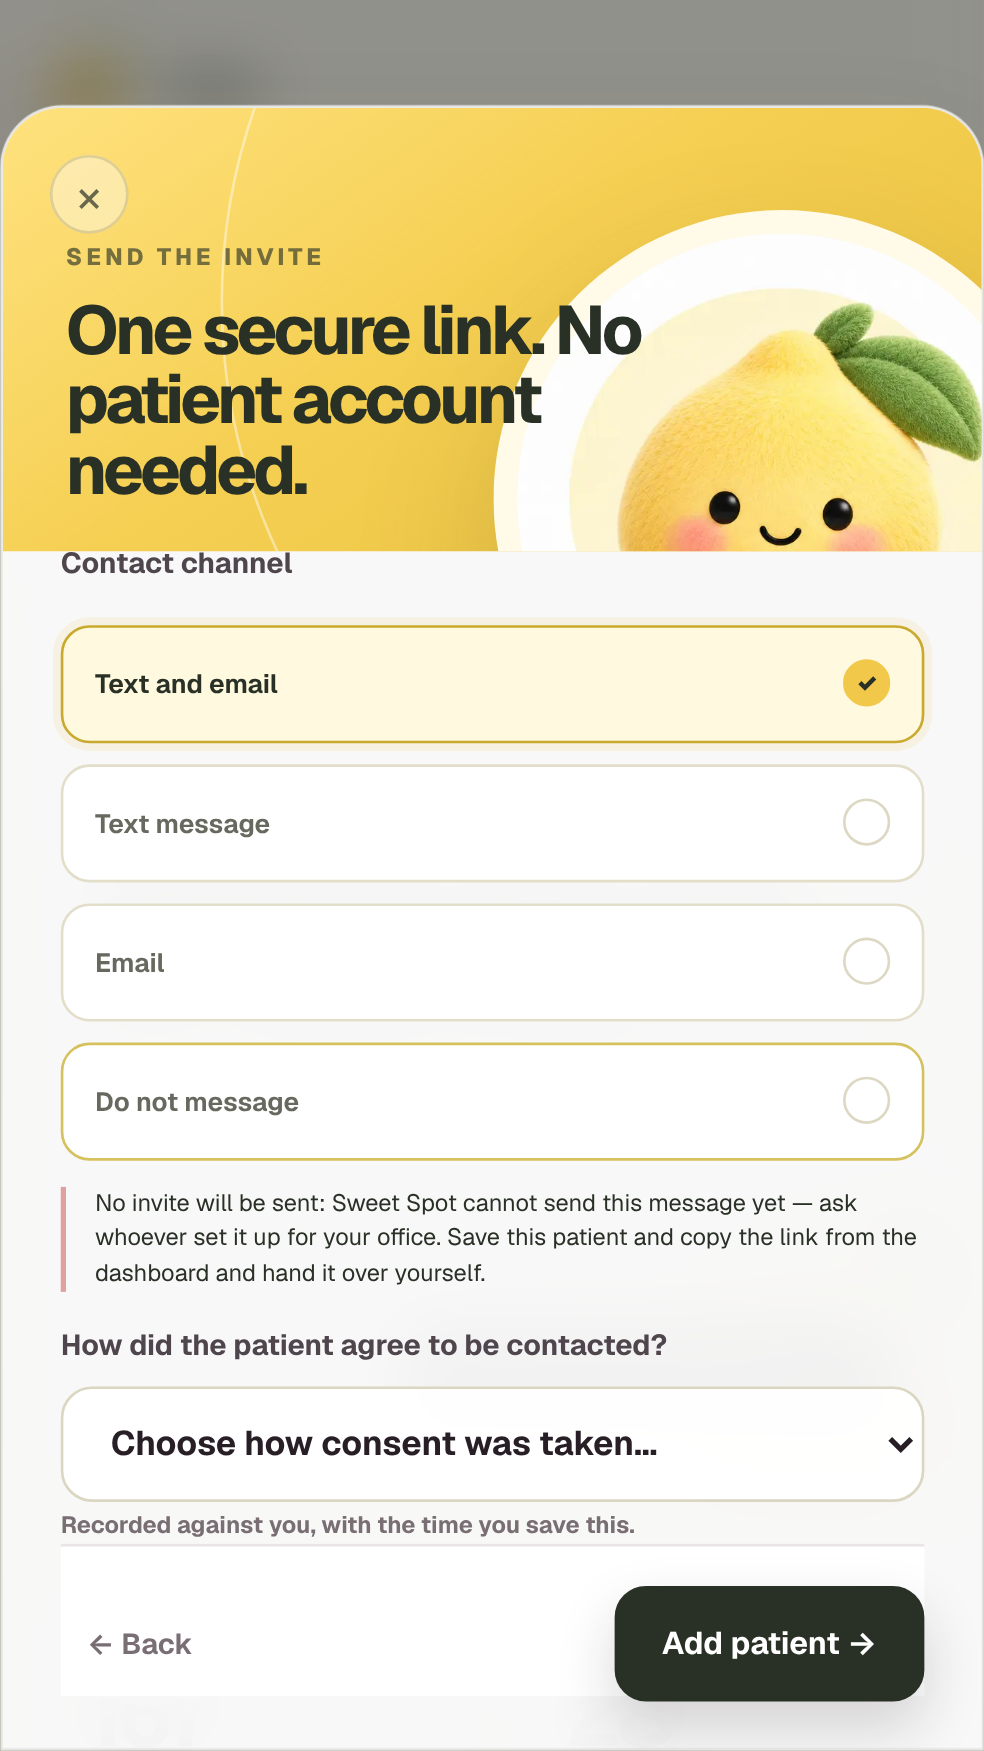 SEND THE INVITE
One secure link. No
patient account
needed.
Contact channel
Text and email
Text message
Email
Do not message
No invite will be sent: Sweet Spot cannot send this message yet — ask
whoever set it up for your office. Save this patient and copy the link from the
dashboard and hand it over yourself.
How did the patient agree to be contacted?
Choose how consent was taken...
Recorded against you, with the time you save this.
← Back
Add patient →